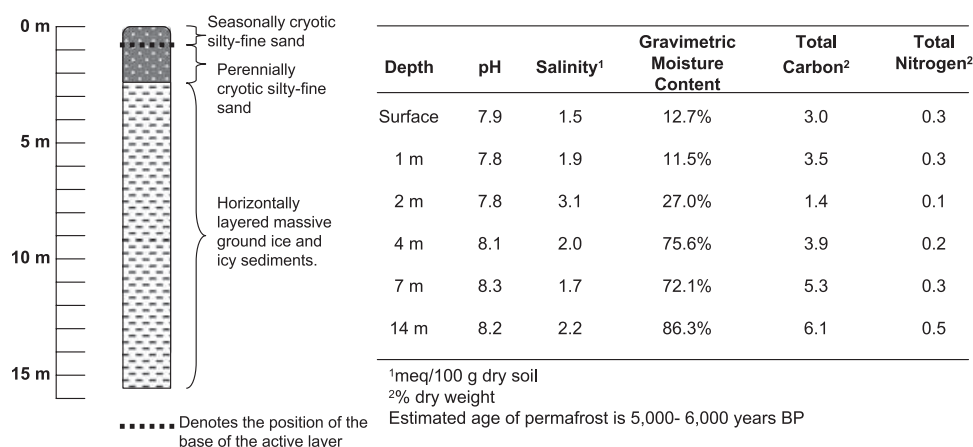 0 m
5 m
10 m
15 m
Seasonally cryotic
silty-fine sand
Perennially
cryotic silty-fine
sand
Horizontally
layered massive
ground ice and
icy sediments.
Denotes the position of the
base of the active layer
Depth pH Salinity¹ Gravimetric Moisture Content Total Carbon² Total Nitrogen²
Surface 7.9 1.5 12.7% 3.0 0.3
1 m 7.8 1.9 11.5% 3.5 0.3
2 m 7.8 3.1 27.0% 1.4 0.1
4 m 8.1 2.0 75.6% 3.9 0.2
7 m 8.3 1.7 72.1% 5.3 0.3
14 m 8.2 2.2 86.3% 6.1 0.5
¹meq/100 g dry soil
²% dry weight
Estimated age of permafrost is 5,000- 6,000 years BP